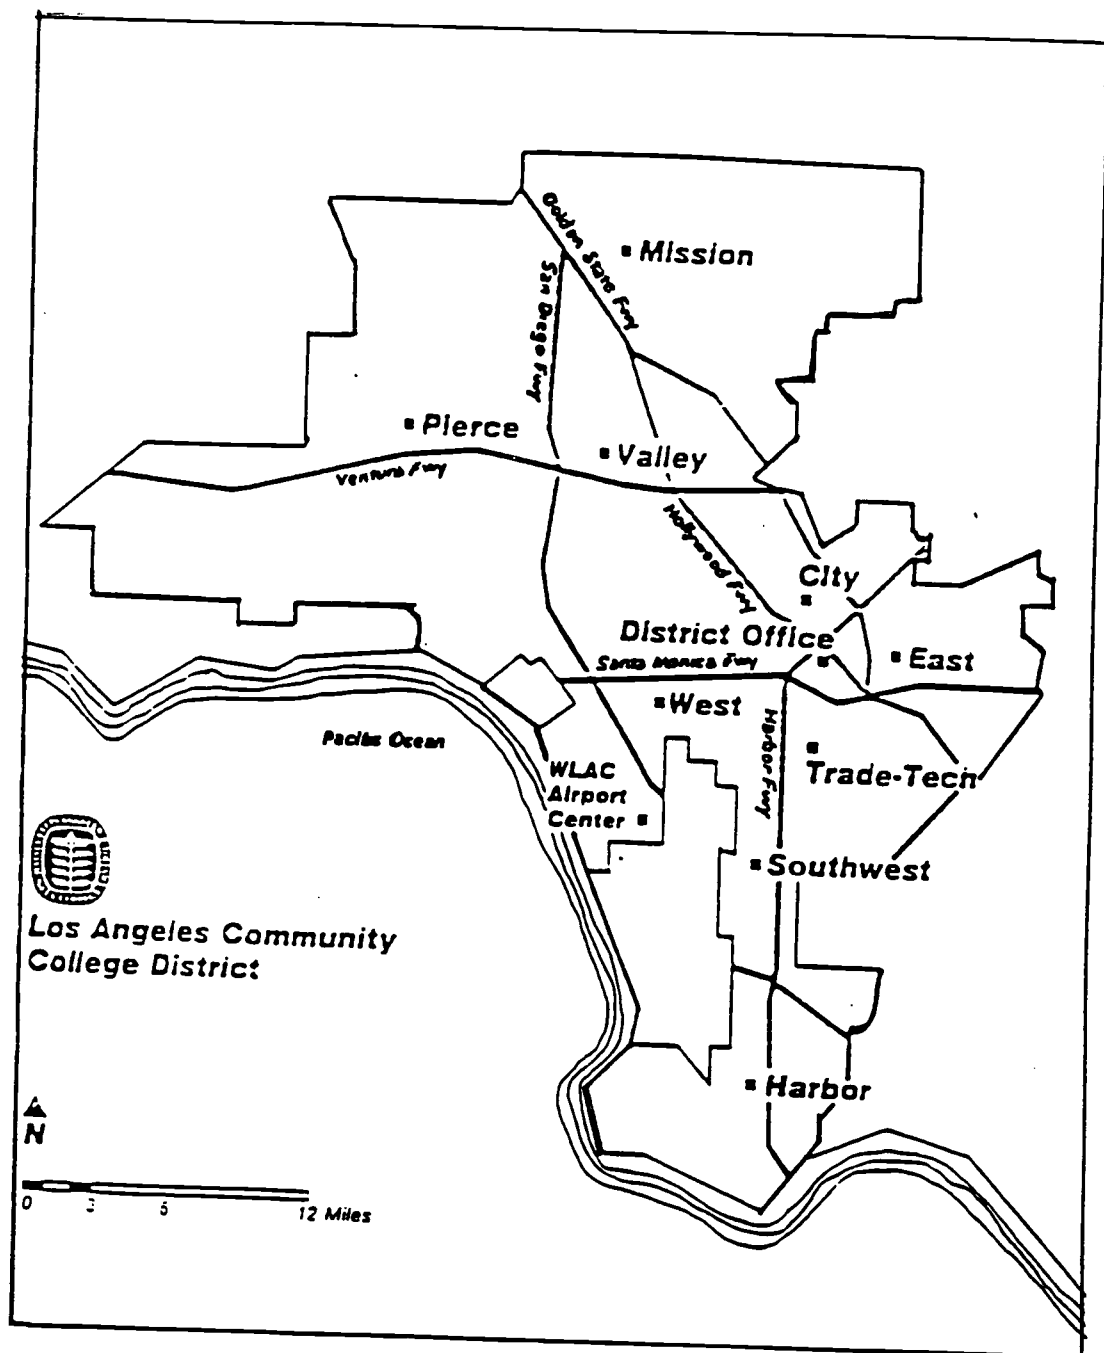 Golden State Fwy
Mission
San Diego Fwy
Pierce
Valley
Ventura Fwy
Hollywood Fwy
City
District Office
Santa Monica Fwy
East
West
Harbor Fwy
Pacific Ocean
Trade-Tech
WLAC
Airport
Center
Southwest
Los Angeles Community
College District
Harbor
N
0 3 6 12 Miles